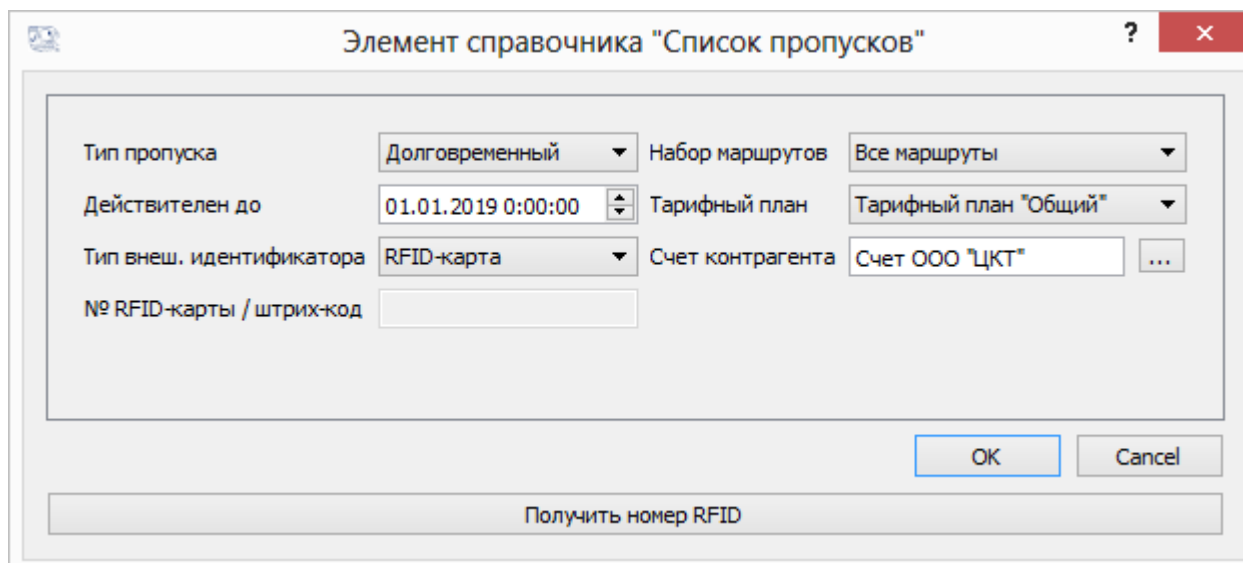 Элемент справочника "Список пропусков"
?
Тип пропуска Долговременный Набор маршрутов Все маршруты
Действителен до 01.01.2019 0:00:00 Тарифный план Тарифный план "Общий"
Тип внеш. идентификатора RFID-карта Счет контрагента Счет ООО "ЦКТ" ...
№ RFID-карты / штрих-код
OK Cancel
Получить номер RFID